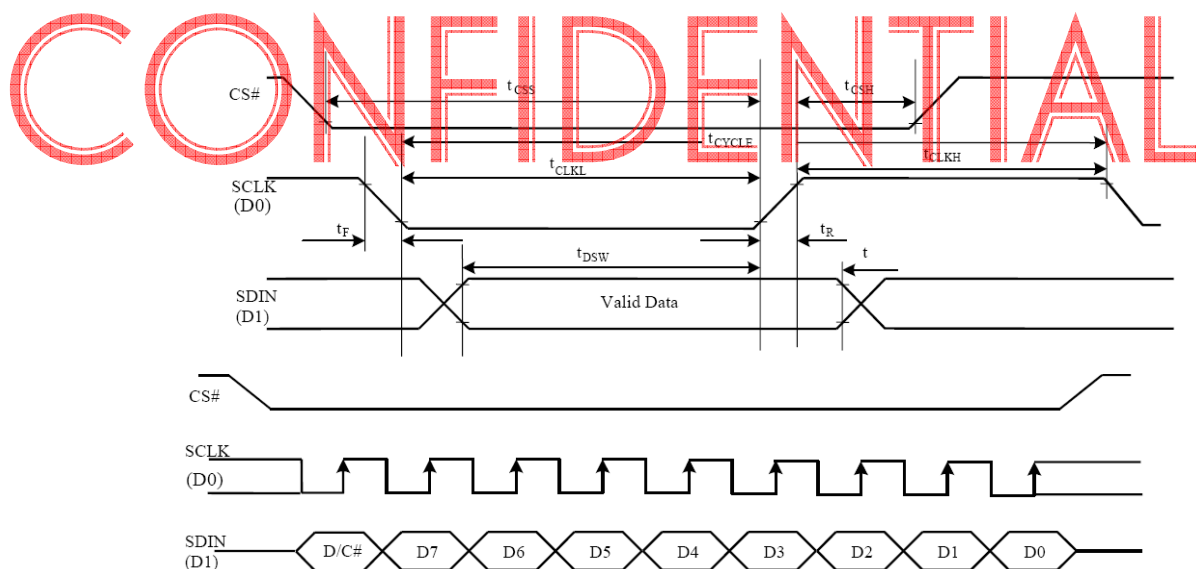 CONFIDENTIAL
CS#
tCSS
tCSH
tCYCLE
tCLKL
tCLKH
SCLK
(D0)
tF
tR
tDSW
t
SDIN
(D1)
Valid Data
CS#
SCLK
(D0)
SDIN
(D1)
D/C# D7 D6 D5 D4 D3 D2 D1 D0